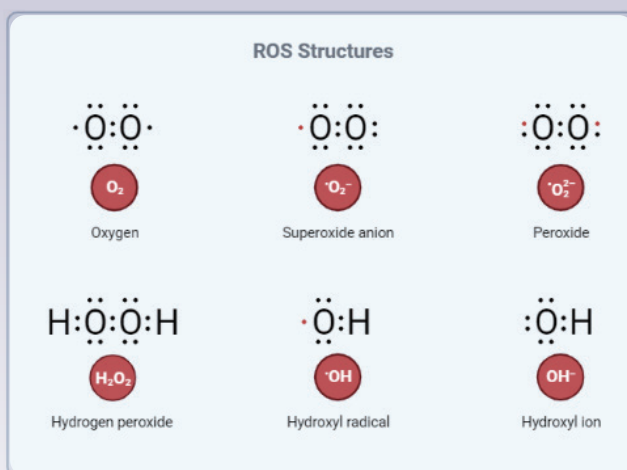 ROS Structures
·O:O· ·O:O: :O:O:
O₂ ·O₂⁻ ·O₂²⁻
Oxygen Superoxide anion Peroxide
H:O:O:H ·O:H :O:H
H₂O₂ ·OH OH⁻
Hydrogen peroxide Hydroxyl radical Hydroxyl ion